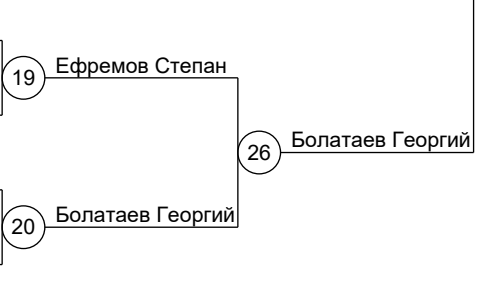 19 Ефремов Степан
26 Болатаев Георгий
20 Болатаев Георгий